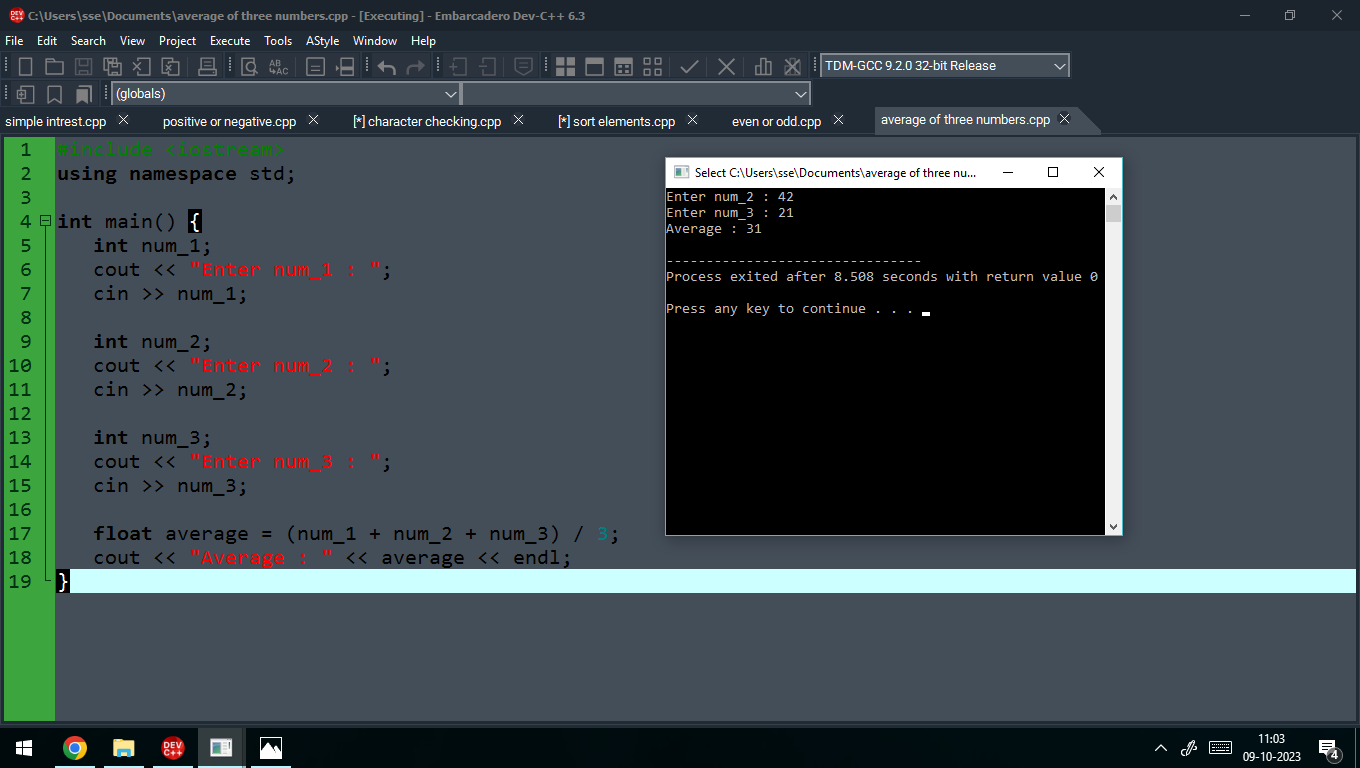 C:\Users\sse\Documents\average of three numbers.cpp - [Executing] - Embarcadero Dev-C++ 6.3
File Edit Search View Project Execute Tools AStyle Window Help
TDM-GCC 9.2.0 32-bit Release
(globals)
simple intrest.cpp positive or negative.cpp [*] character checking.cpp [*] sort elements.cpp even or odd.cpp average of three numbers.cpp
1 #include <iostream>
2 using namespace std;
3
4 int main() {
5 int num_1;
6 cout << "Enter num_1 : ";
7 cin >> num_1;
8
9 int num_2;
10 cout << "Enter num_2 : ";
11 cin >> num_2;
12
13 int num_3;
14 cout << "Enter num_3 : ";
15 cin >> num_3;
16
17 float average = (num_1 + num_2 + num_3) / 3;
18 cout << "Average : " << average << endl;
19 }
Select C:\Users\sse\Documents\average of three nu...
Enter num_2 : 42
Enter num_3 : 21
Average : 31
--------------------------------
Process exited after 8.508 seconds with return value 0
Press any key to continue . . .
DEV C++
11:03
09-10-2023
4